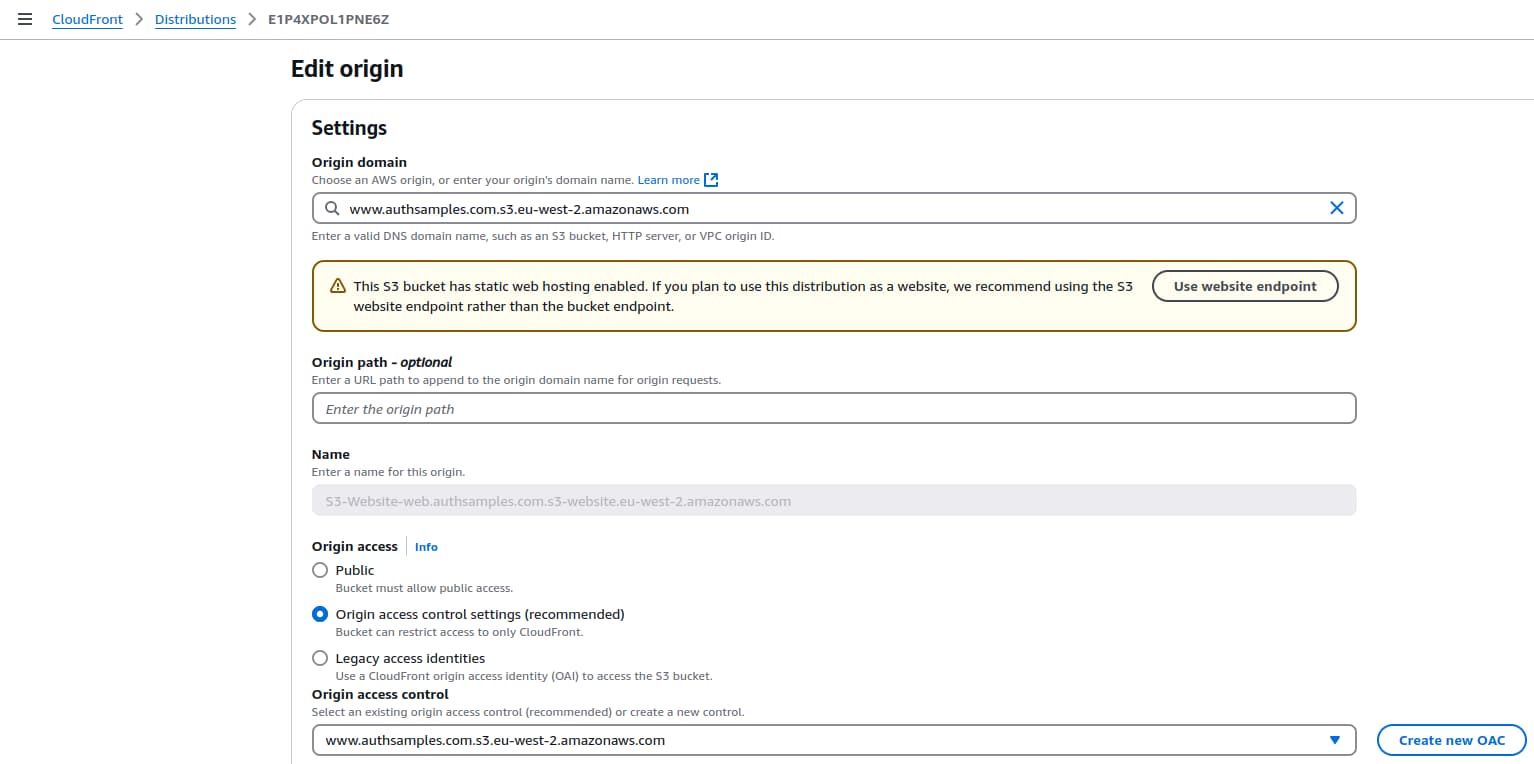 CloudFront > Distributions > E1P4XPOL1PNE6Z
Edit origin
Settings
Origin domain
Choose an AWS origin, or enter your origin's domain name. Learn more
www.authsamples.com.s3.eu-west-2.amazonaws.com
Enter a valid DNS domain name, such as an S3 bucket, HTTP server, or VPC origin ID.
This S3 bucket has static web hosting enabled. If you plan to use this distribution as a website, we recommend using the S3
website endpoint rather than the bucket endpoint.
Use website endpoint
Origin path - optional
Enter a URL path to append to the origin domain name for origin requests.
Enter the origin path
Name
Enter a name for this origin.
S3-Website-web.authsamples.com.s3-website.eu-west-2.amazonaws.com
Origin access
Info
Public
Bucket must allow public access.
Origin access control settings (recommended)
Bucket can restrict access to only CloudFront.
Legacy access identities
Use a CloudFront origin access identity (OAI) to access the S3 bucket.
Origin access control
Select an existing origin access control (recommended) or create a new control.
www.authsamples.com.s3.eu-west-2.amazonaws.com
Create new OAC